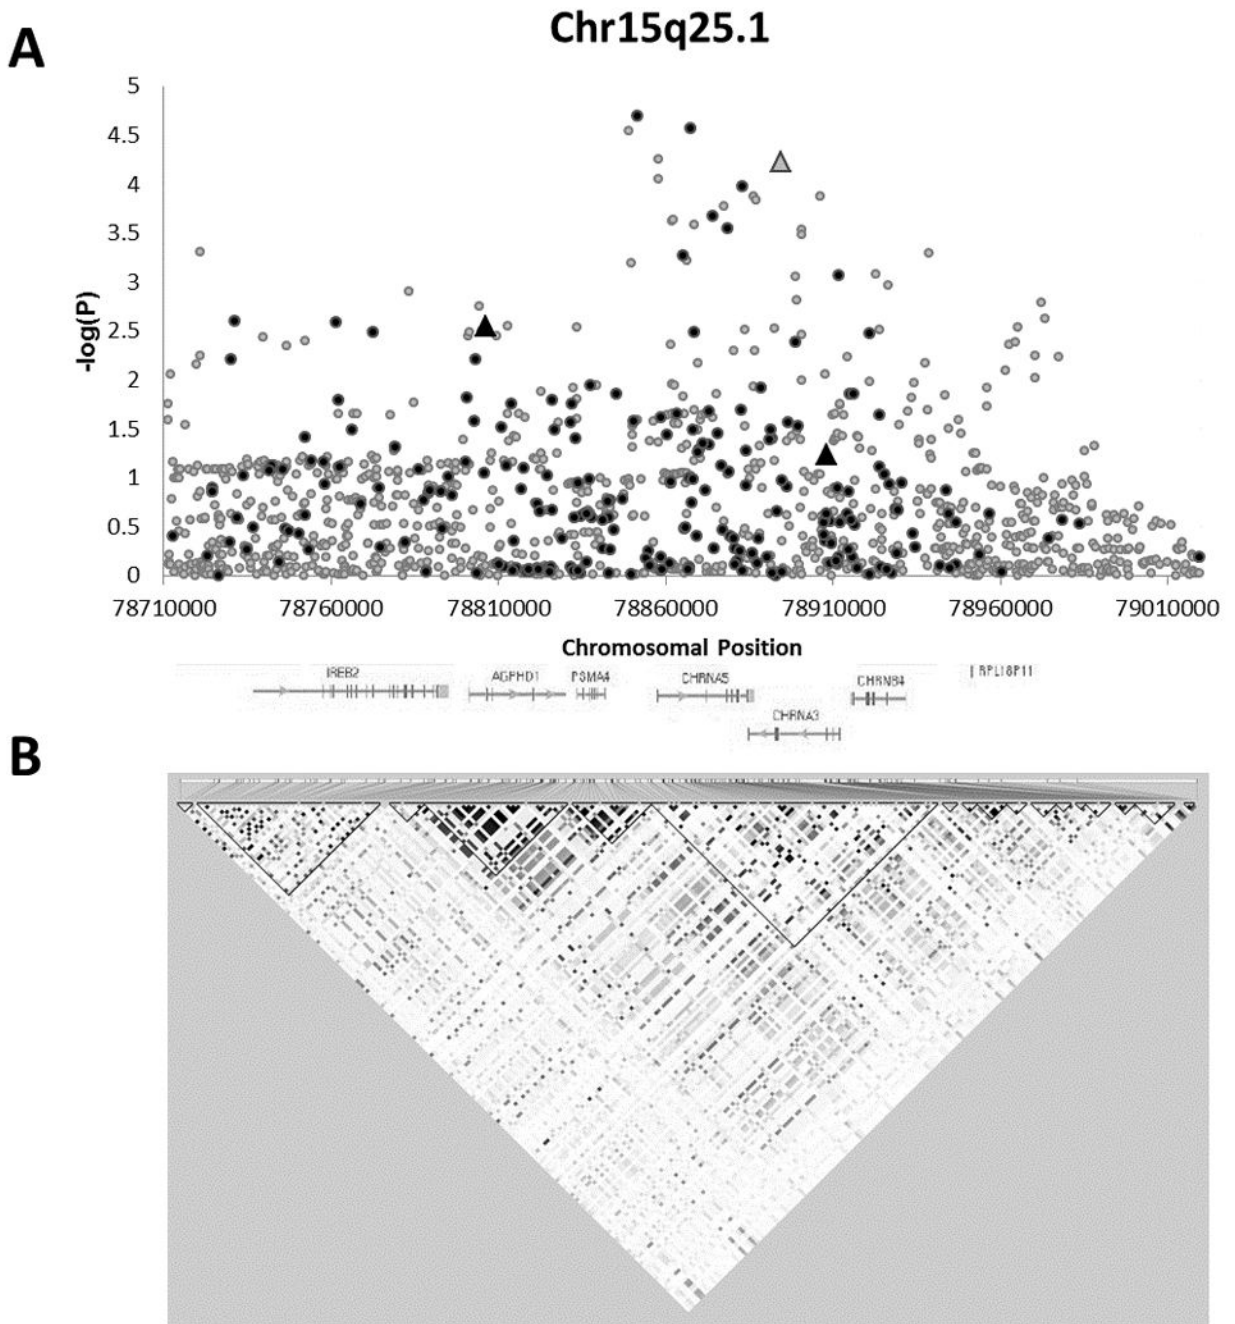 Chr15q25.1
A
5
4.5
4
3.5
3
2.5
2
1.5
1
0.5
0
-log(P)
78710000 78760000 78810000 78860000 78910000 78960000 79010000
Chromosomal Position
IREB2 AGPHD1 PSMA4 CHRNA5 CHRNB4 RPL18P11
CHRNA3
B